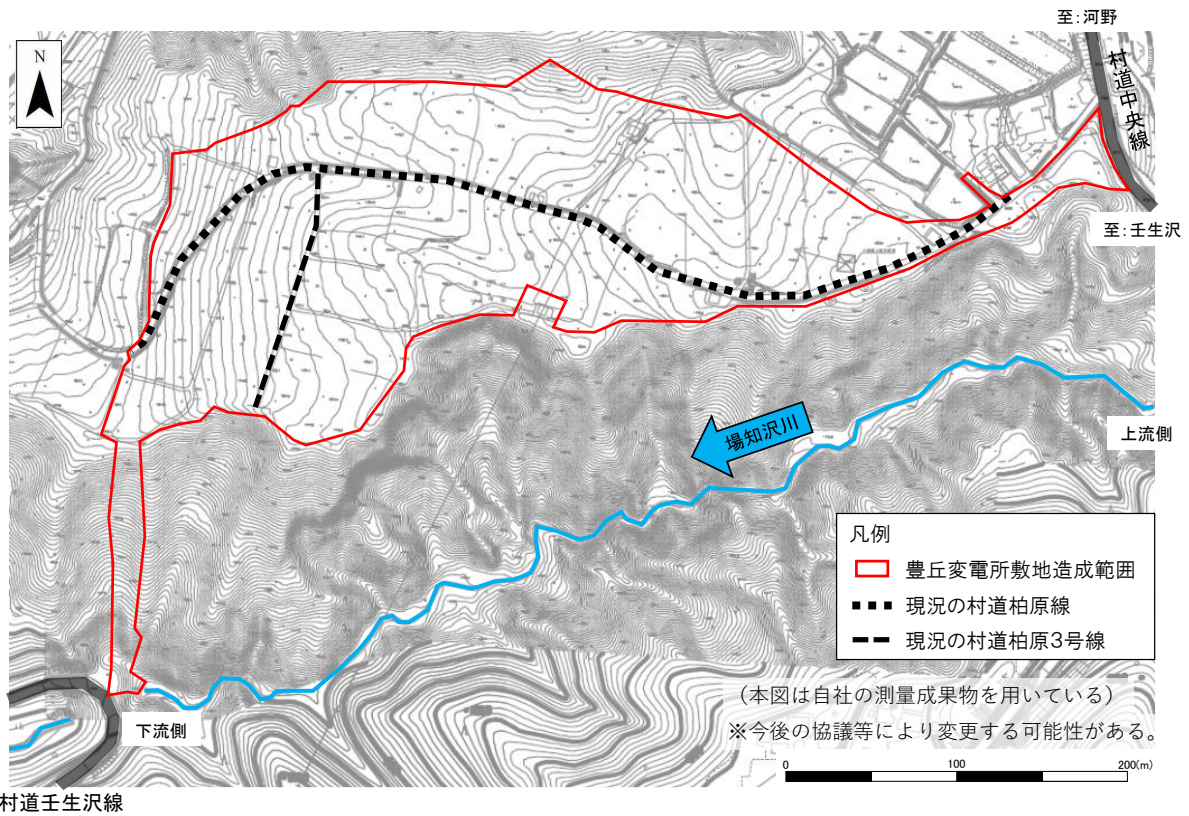 至:河野
N
村道中央線
至:壬生沢
場知沢川
上流側
凡例
豊丘変電所敷地造成範囲
現況の村道柏原線
現況の村道柏原3号線
（本図は自社の測量成果物を用いている）
※今後の協議等により変更する可能性がある。
下流側
0 100 200(m)
村道壬生沢線